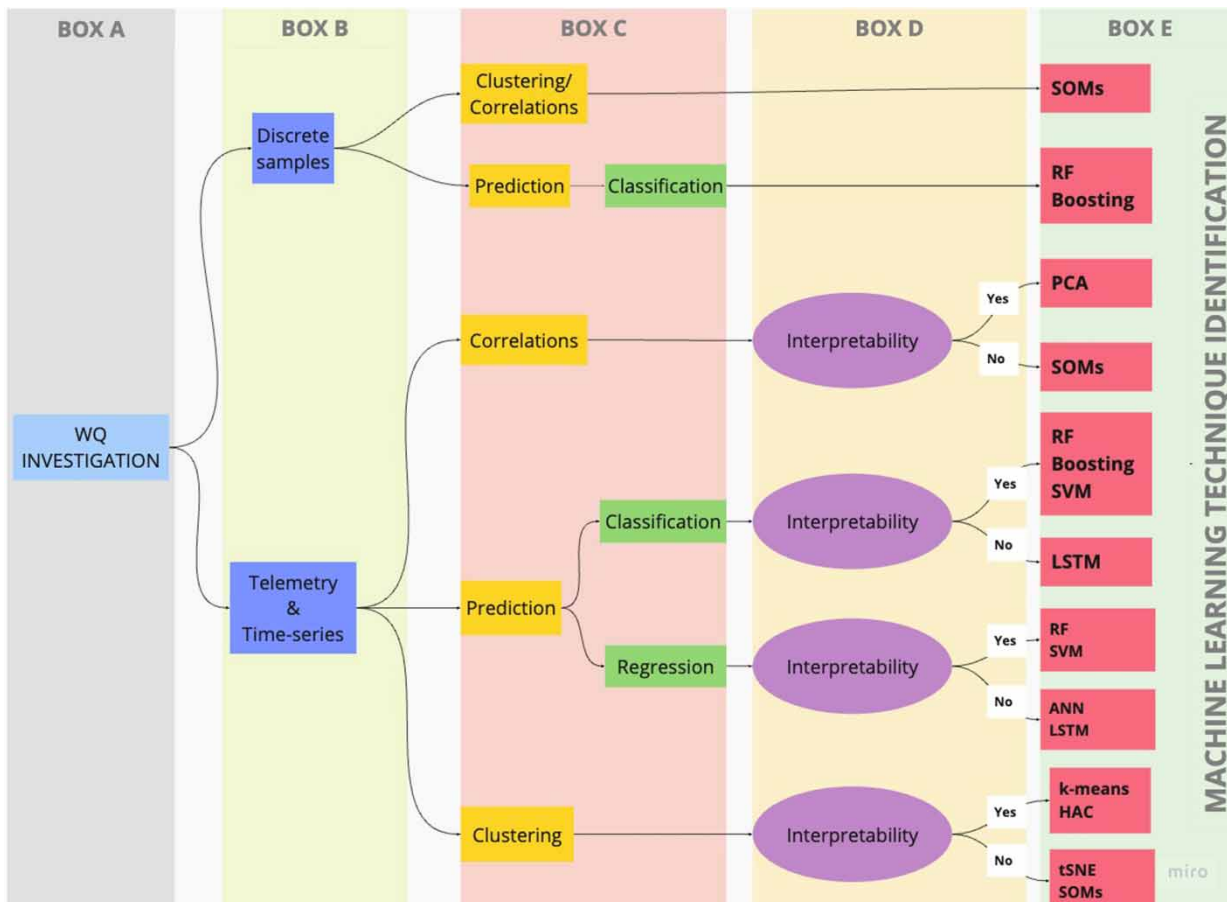 BOX A
BOX B
BOX C
BOX D
BOX E
WQ
INVESTIGATION
Discrete
samples
Telemetry
&
Time-series
Clustering/
Correlations
Prediction
Classification
Correlations
Prediction
Classification
Regression
Clustering
Interpretability
Yes
No
Interpretability
Yes
No
Interpretability
Yes
No
Interpretability
Yes
No
SOMs
RF
Boosting
PCA
SOMs
RF
Boosting
SVM
LSTM
RF
SVM
ANN
LSTM
k-means
HAC
tSNE
SOMs
MACHINE LEARNING TECHNIQUE IDENTIFICATION
miro